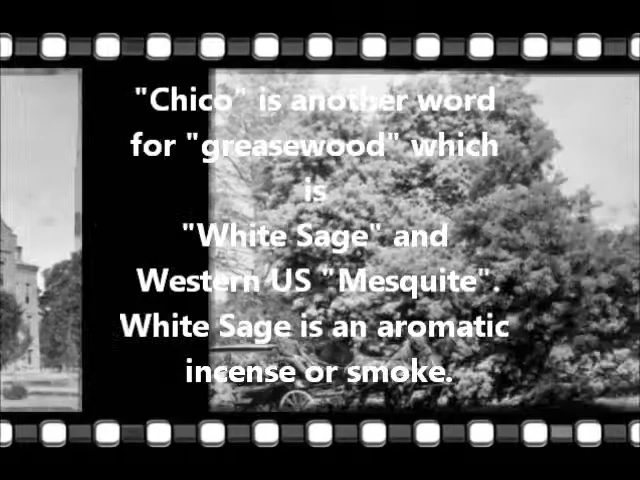 "Chico" is another word
for "greasewood" which
is
"White Sage" and
Western US "Mesquite".
White Sage is an aromatic
incense or smoke.